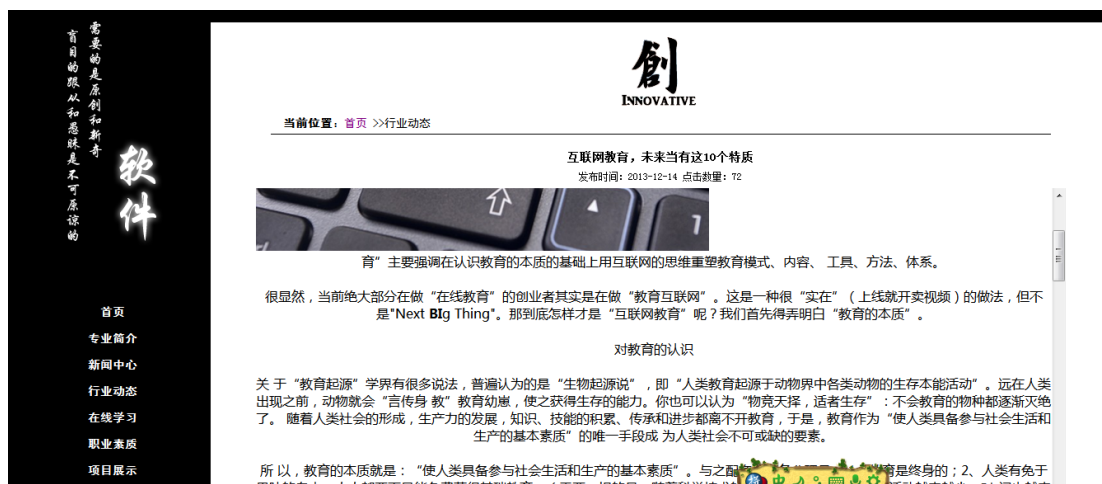 需要的是原创和新奇
盲目的跟从和愚昧是不可原谅的
软件
首页
专业简介
新闻中心
行业动态
在线学习
职业素质
项目展示
創
INNOVATIVE
当前位置：首页 >>行业动态
互联网教育，未来当有这10个特质
发布时间：2013-12-14 点击数量：72
育”主要强调在认识教育的本质的基础上用互联网的思维重塑教育模式、内容、 工具、方法、体系。
很显然，当前绝大部分在做“在线教育”的创业者其实是在做“教育互联网”。这是一种很“实在”（上线就开卖视频）的做法，但不
是"Next BIg Thing"。那到底怎样才是“互联网教育”呢？我们首先得弄明白“教育的本质”。
对教育的认识
关 于“教育起源”学界有很多说法，普遍认为的是“生物起源说”，即“人类教育起源于动物界中各类动物的生存本能活动”。远在人类
出现之前，动物就会“言传身 教”教育幼崽，使之获得生存的能力。你也可以认为“物竞天择，适者生存”：不会教育的物种都逐渐灭绝
了。 随着人类社会的形成，生产力的发展，知识、技能的积累、传承和进步都离不开教育，于是，教育作为“使人类具备参与社会生活和
生产的基本素质”的唯一手段成 为人类社会不可或缺的要素。
所 以，教育的本质就是：“使人类具备参与社会生活和生产的基本素质”。与之配 育是终身的；2、人类有免于
中